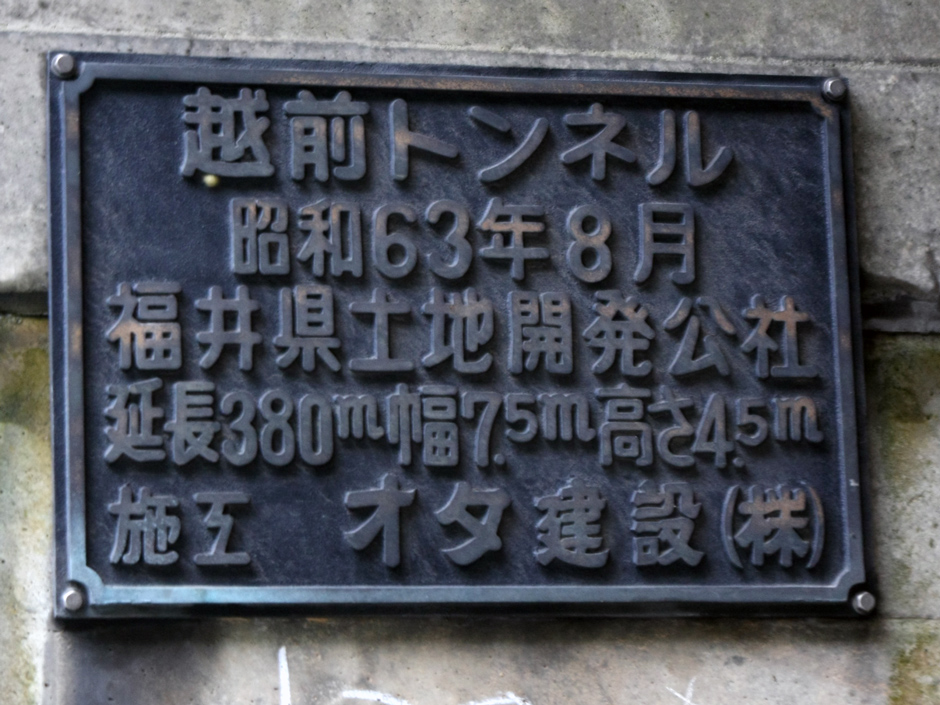 越前トンネル
昭和63年8月
福井県土地開発公社
延長380m幅7.5m高さ4.5m
施工 オタ建設(株)